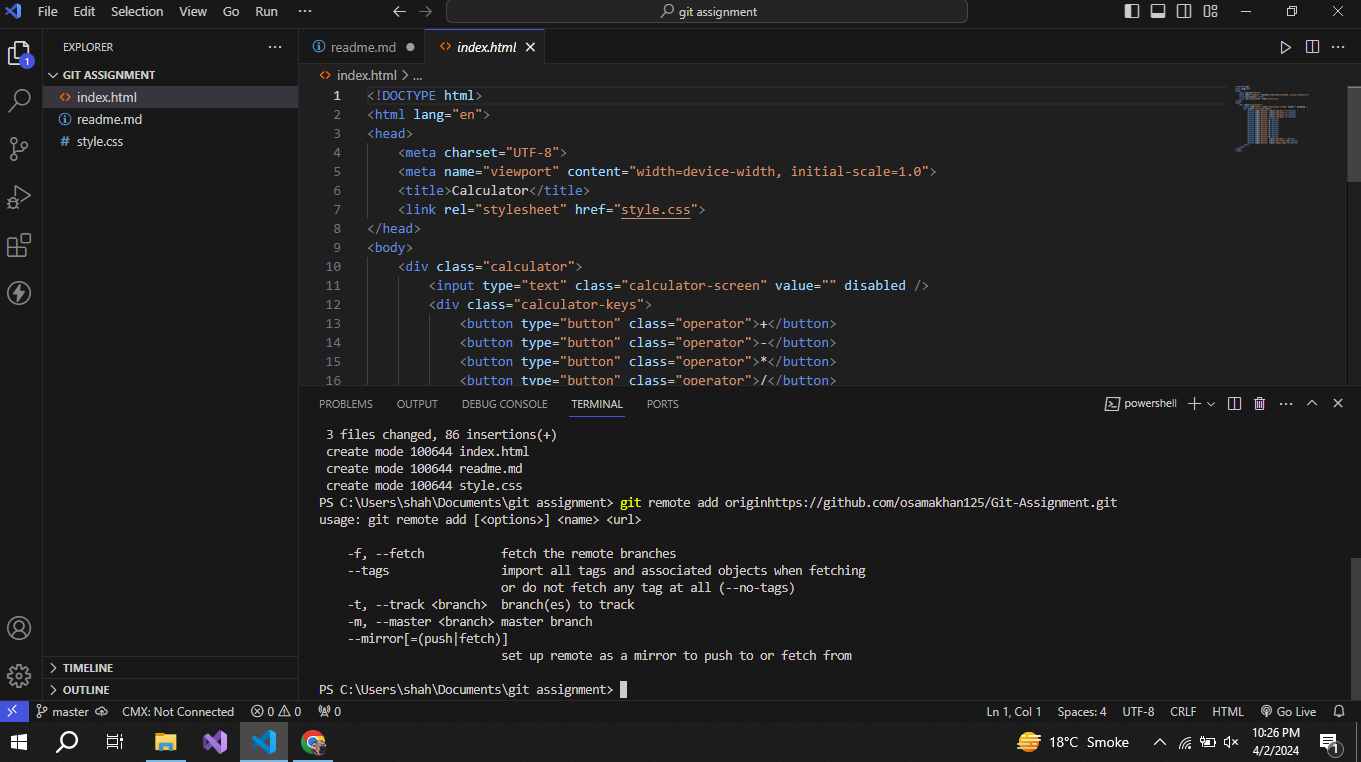 File Edit Selection View Go Run ··· git assignment
EXPLORER ···
GIT ASSIGNMENT
index.html
readme.md
style.css
TIMELINE
OUTLINE
readme.md index.html
index.html > ...
1 <!DOCTYPE html>
2 <html lang="en">
3 <head>
4 <meta charset="UTF-8">
5 <meta name="viewport" content="width=device-width, initial-scale=1.0">
6 <title>Calculator</title>
7 <link rel="stylesheet" href="style.css">
8 </head>
9 <body>
10 <div class="calculator">
11 <input type="text" class="calculator-screen" value="" disabled />
12 <div class="calculator-keys">
13 <button type="button" class="operator">+</button>
14 <button type="button" class="operator">-</button>
15 <button type="button" class="operator">*</button>
16 <button type="button" class="operator">/</button>
PROBLEMS OUTPUT DEBUG CONSOLE TERMINAL PORTS powershell
3 files changed, 86 insertions(+)
create mode 100644 index.html
create mode 100644 readme.md
create mode 100644 style.css
PS C:\Users\shah\Documents\git assignment> git remote add originhttps://github.com/osamakhan125/Git-Assignment.git
usage: git remote add [<options>] <name> <url>
-f, --fetch fetch the remote branches
--tags import all tags and associated objects when fetching
or do not fetch any tag at all (--no-tags)
-t, --track <branch> branch(es) to track
-m, --master <branch> master branch
--mirror[=(push|fetch)]
set up remote as a mirror to push to or fetch from
PS C:\Users\shah\Documents\git assignment>
master CMX: Not Connected 0 0 0 Ln 1, Col 1 Spaces: 4 UTF-8 CRLF HTML Go Live
18°C Smoke 10:26 PM
4/2/2024
1